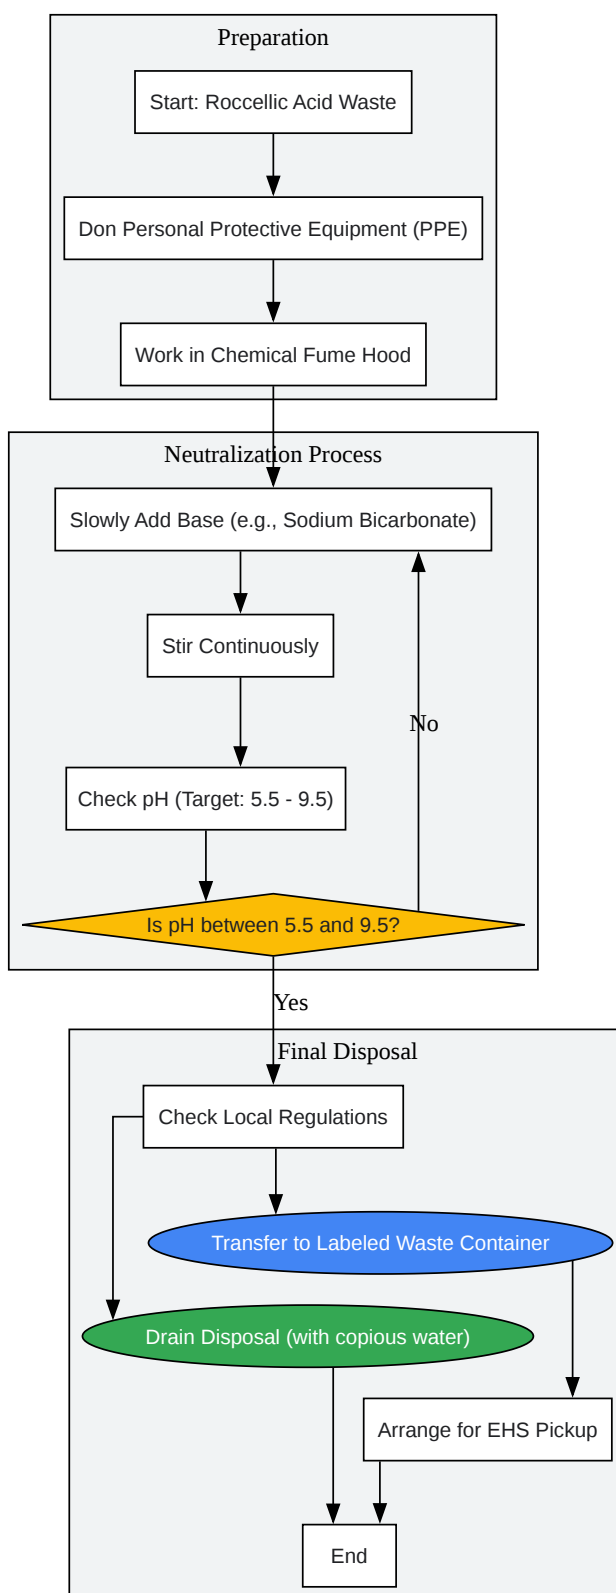 Preparation
Start: Roccellic Acid Waste
Don Personal Protective Equipment (PPE)
Work in Chemical Fume Hood
Neutralization Process
Slowly Add Base (e.g., Sodium Bicarbonate)
Stir Continuously
No
Check pH (Target: 5.5 - 9.5)
Is pH between 5.5 and 9.5?
Yes
Final Disposal
Check Local Regulations
Transfer to Labeled Waste Container
Drain Disposal (with copious water)
Arrange for EHS Pickup
End